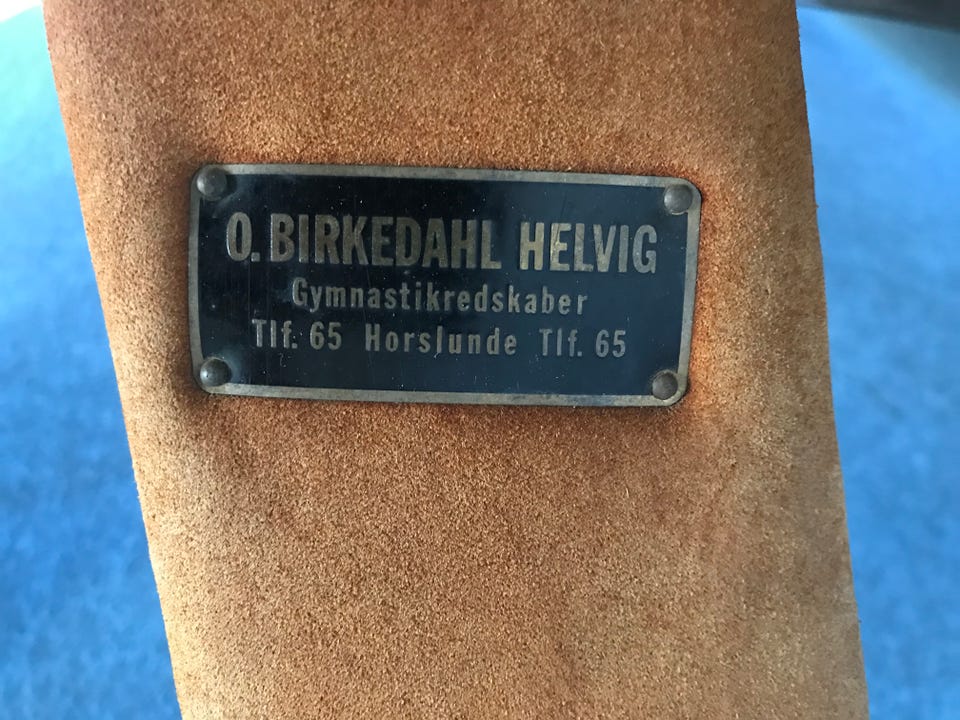 O. BIRKEDAHL HELVIG
Gymnastikredskaber
Tlf. 65 Horslunde Tlf. 65